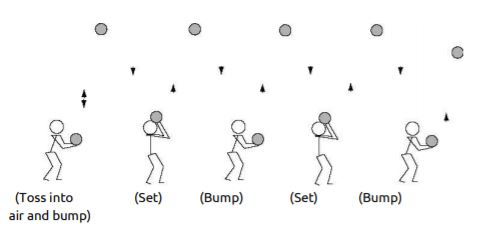 (Toss into
air and bump)
(Set)
(Bump)
(Set)
(Bump)